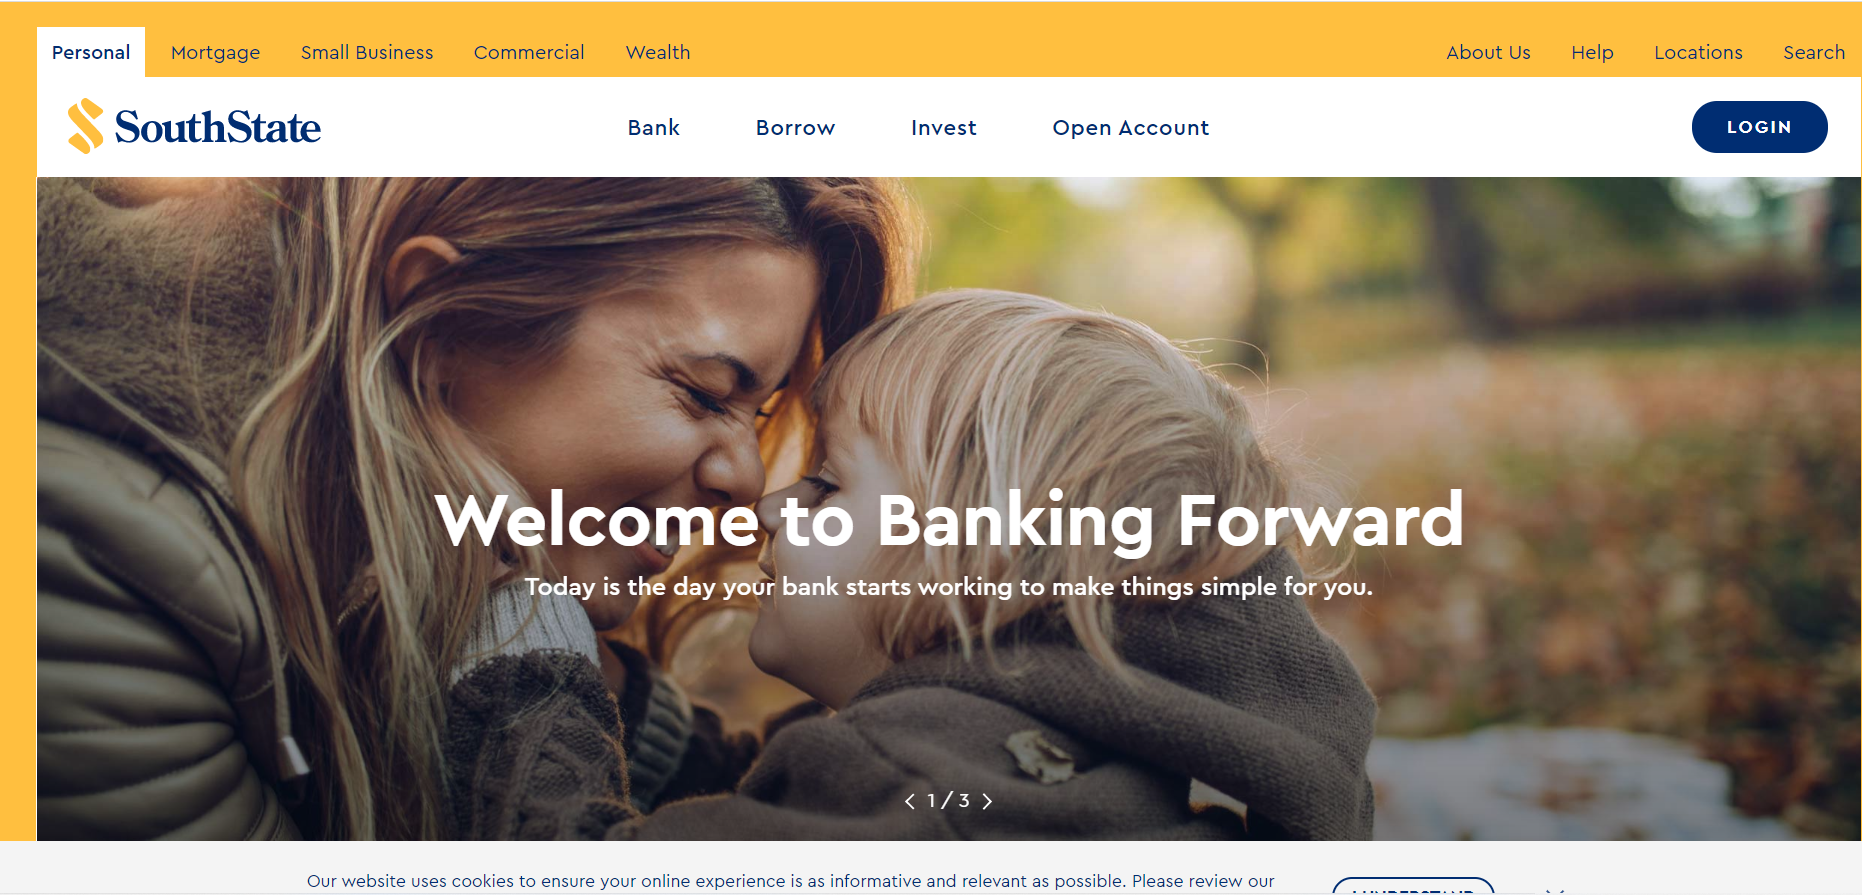 Personal Mortgage Small Business Commercial Wealth About Us Help Locations Search
SouthState Bank Borrow Invest Open Account LOGIN
Welcome to Banking Forward
Today is the day your bank starts working to make things simple for you.
1 / 3
Our website uses cookies to ensure your online experience is as informative and relevant as possible. Please review our
I UNDERSTAND